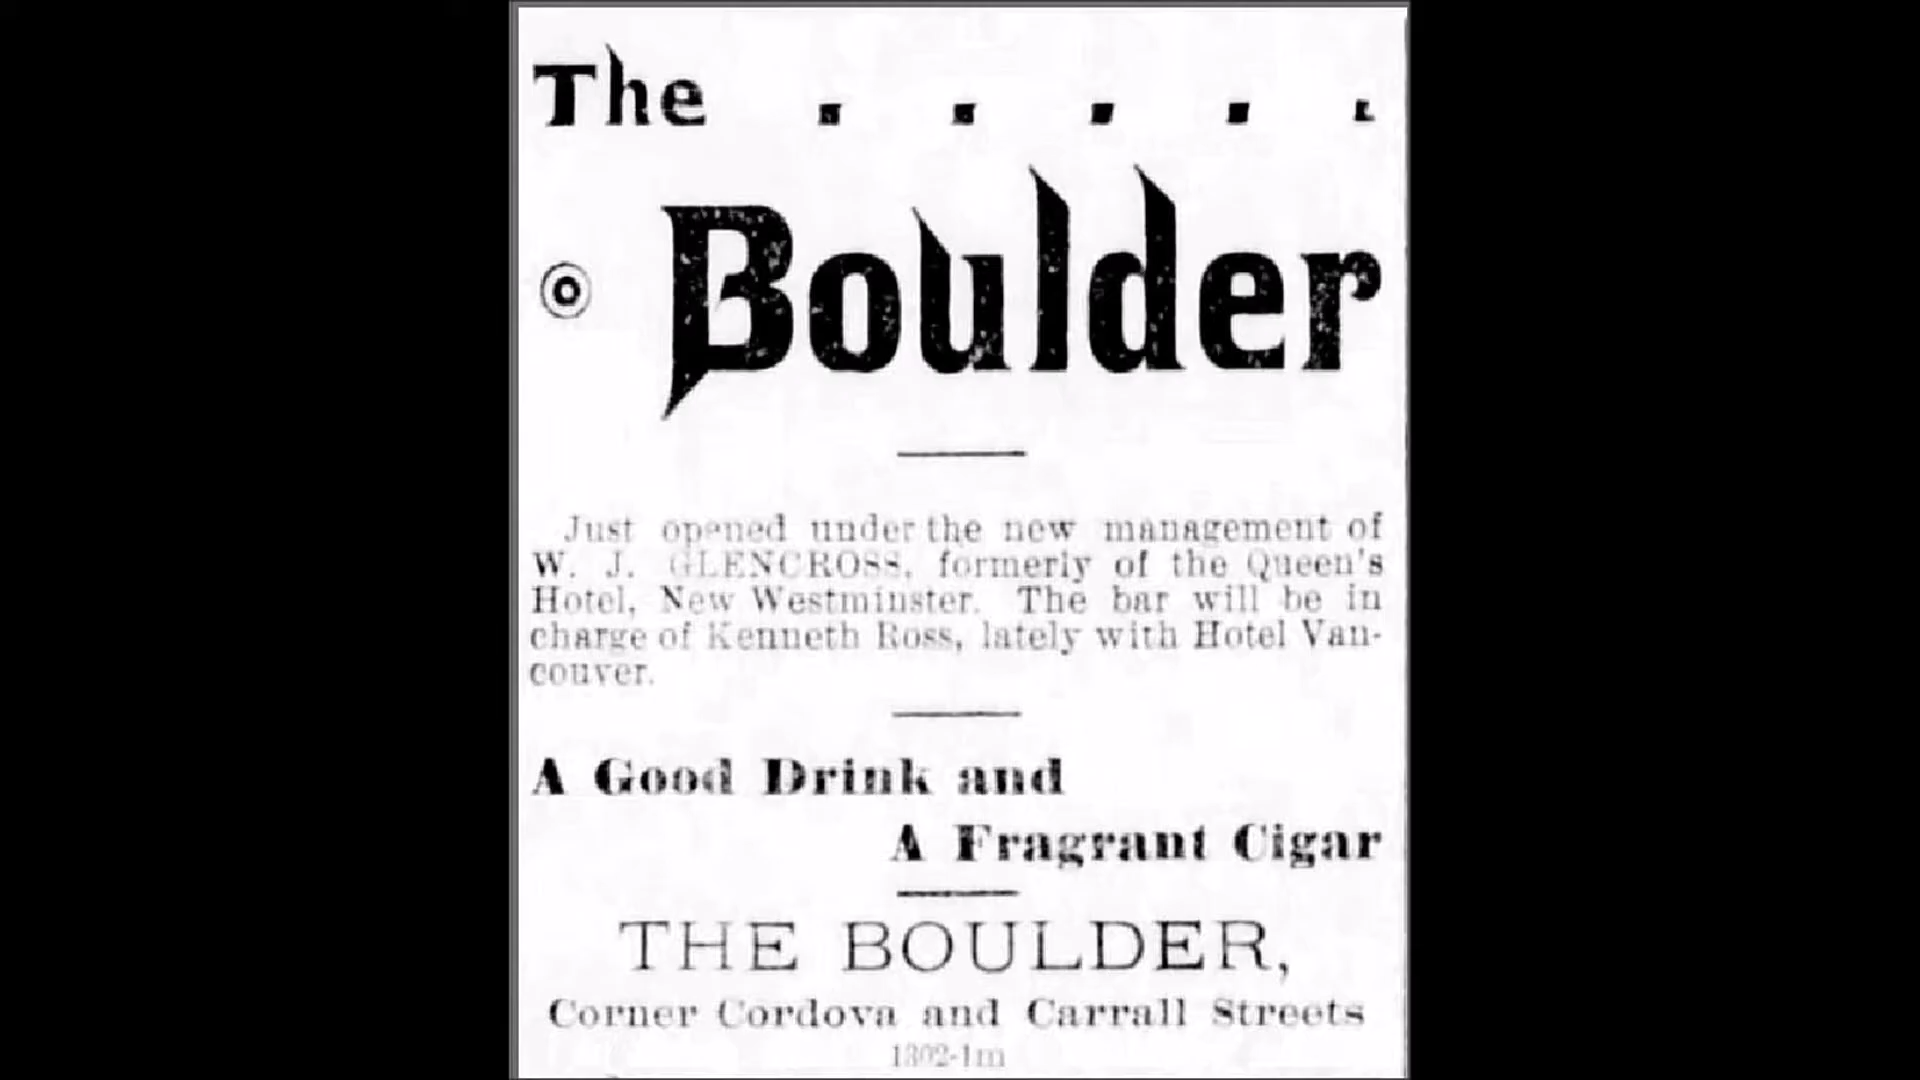 The . . . . .
Boulder
Just opened under the new management of
W. J. GLENCROSS, formerly of the Queen's
Hotel, New Westminster. The bar will be in
charge of Kenneth Ross, lately with Hotel Van-
couver.
A Good Drink and
A Fragrant Cigar
THE BOULDER,
Corner Cordova and Carrall Streets
1302-1m